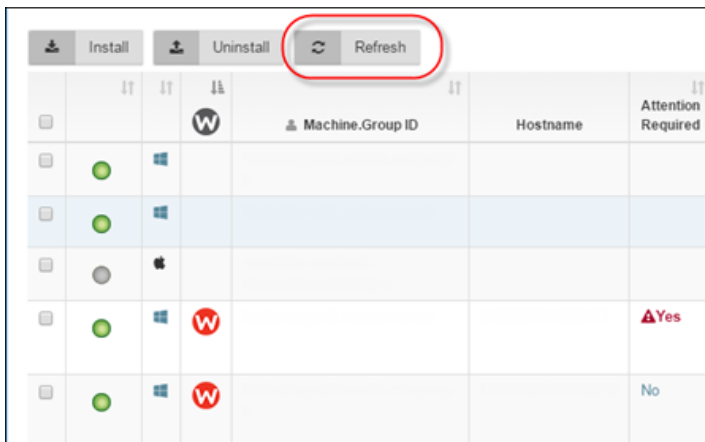 Install Uninstall Refresh
W Machine.Group ID Hostname Attention Required
W Yes
W No